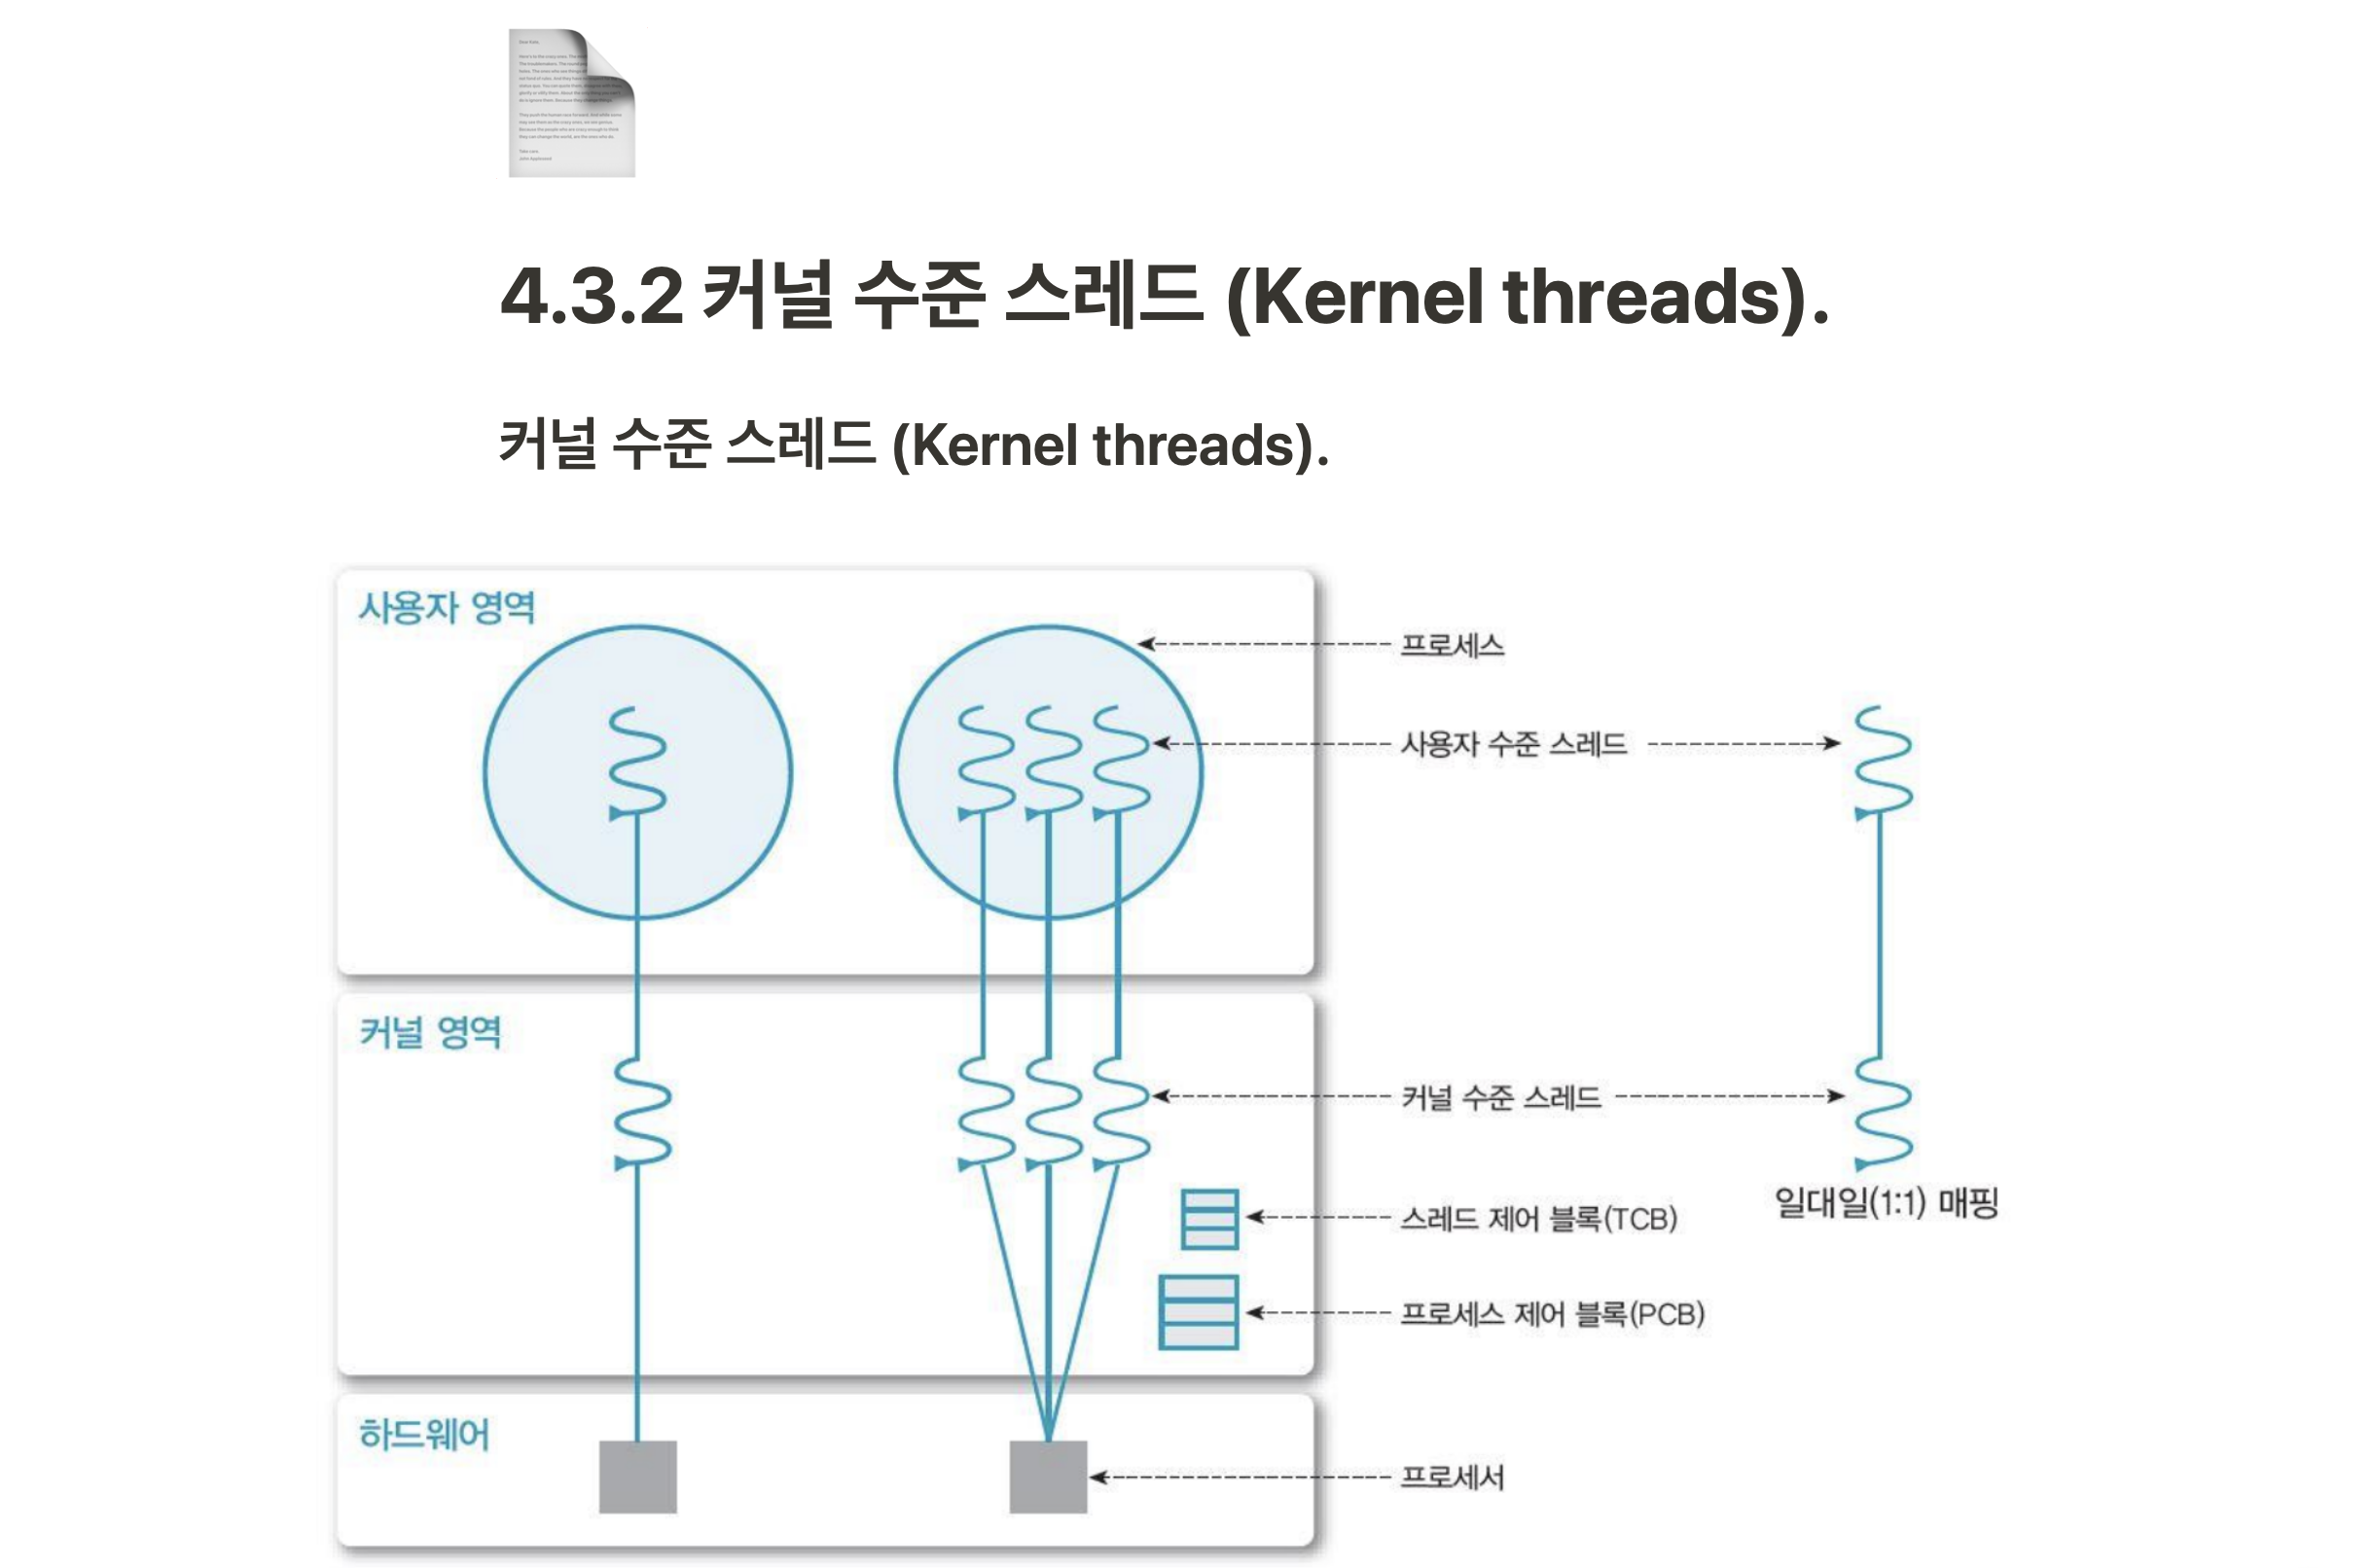 4.3.2 커널 수준 스레드 (Kernel threads).
커널 수준 스레드 (Kernel threads).
사용자 영역
프로세스
사용자 수준 스레드
커널 영역
커널 수준 스레드
스레드 제어 블록(TCB)
일대일(1:1) 매핑
프로세스 제어 블록(PCB)
하드웨어
프로세서